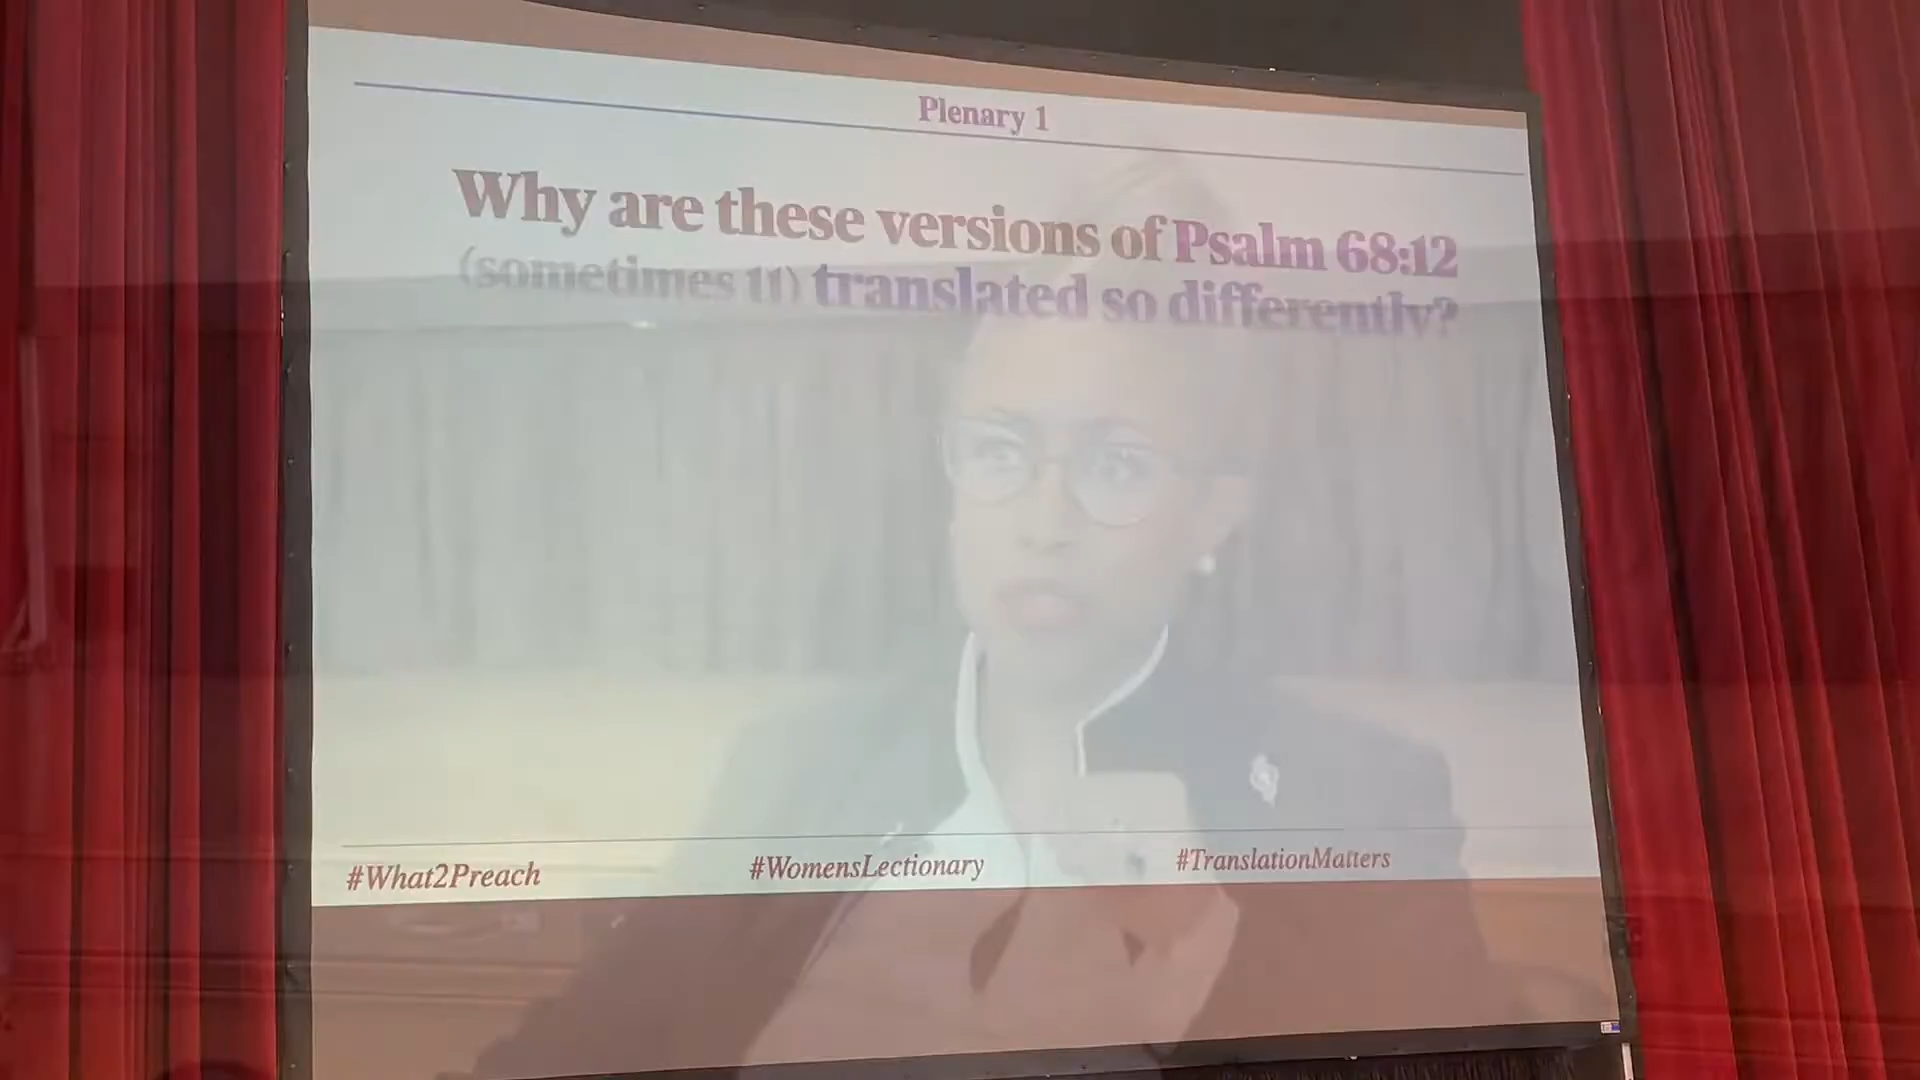 Plenary 1
Why are these versions of Psalm 68:12
(sometimes 11) translated so differently?
#What2Preach #WomensLectionary #TranslationMatters